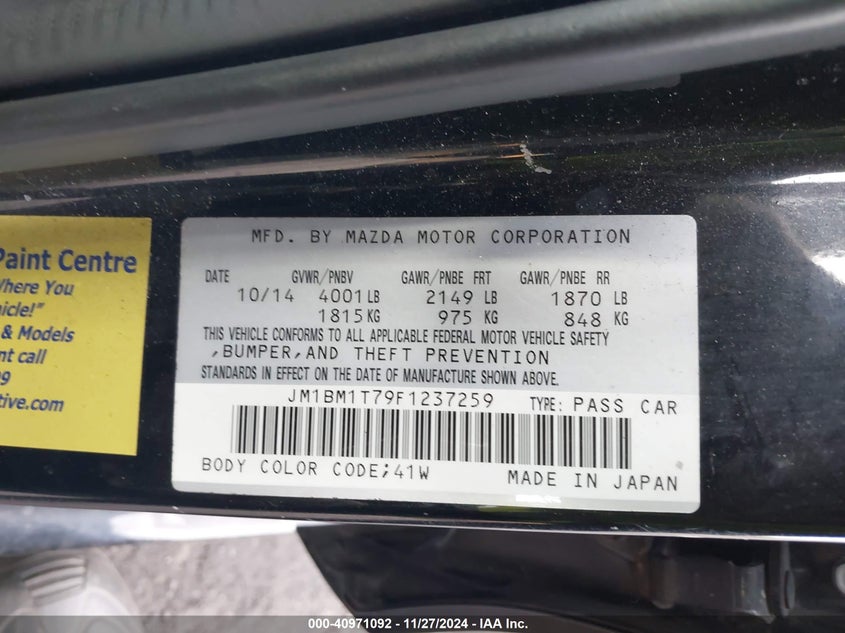 Paint Centre
Where You
hicle!"
& Models
nt call
9
tive.com
MFD. BY MAZDA MOTOR CORPORATION
DATE GVWR/PNBV GAWR/PNBE FRT GAWR/PNBE RR
10/14 4001 LB 2149 LB 1870 LB
1815 KG 975 KG 848 KG
THIS VEHICLE CONFORMS TO ALL APPLICABLE FEDERAL MOTOR VEHICLE SAFETY
,BUMPER,AND THEFT PREVENTION
STANDARDS IN EFFECT ON THE DATE OF MANUFACTURE SHOWN ABOVE.
JM1BM1T79F1237259 TYPE: PASS CAR
BODY COLOR CODE;41W MADE IN JAPAN
000-40971092 — 11/27/2024 — IAA Inc.